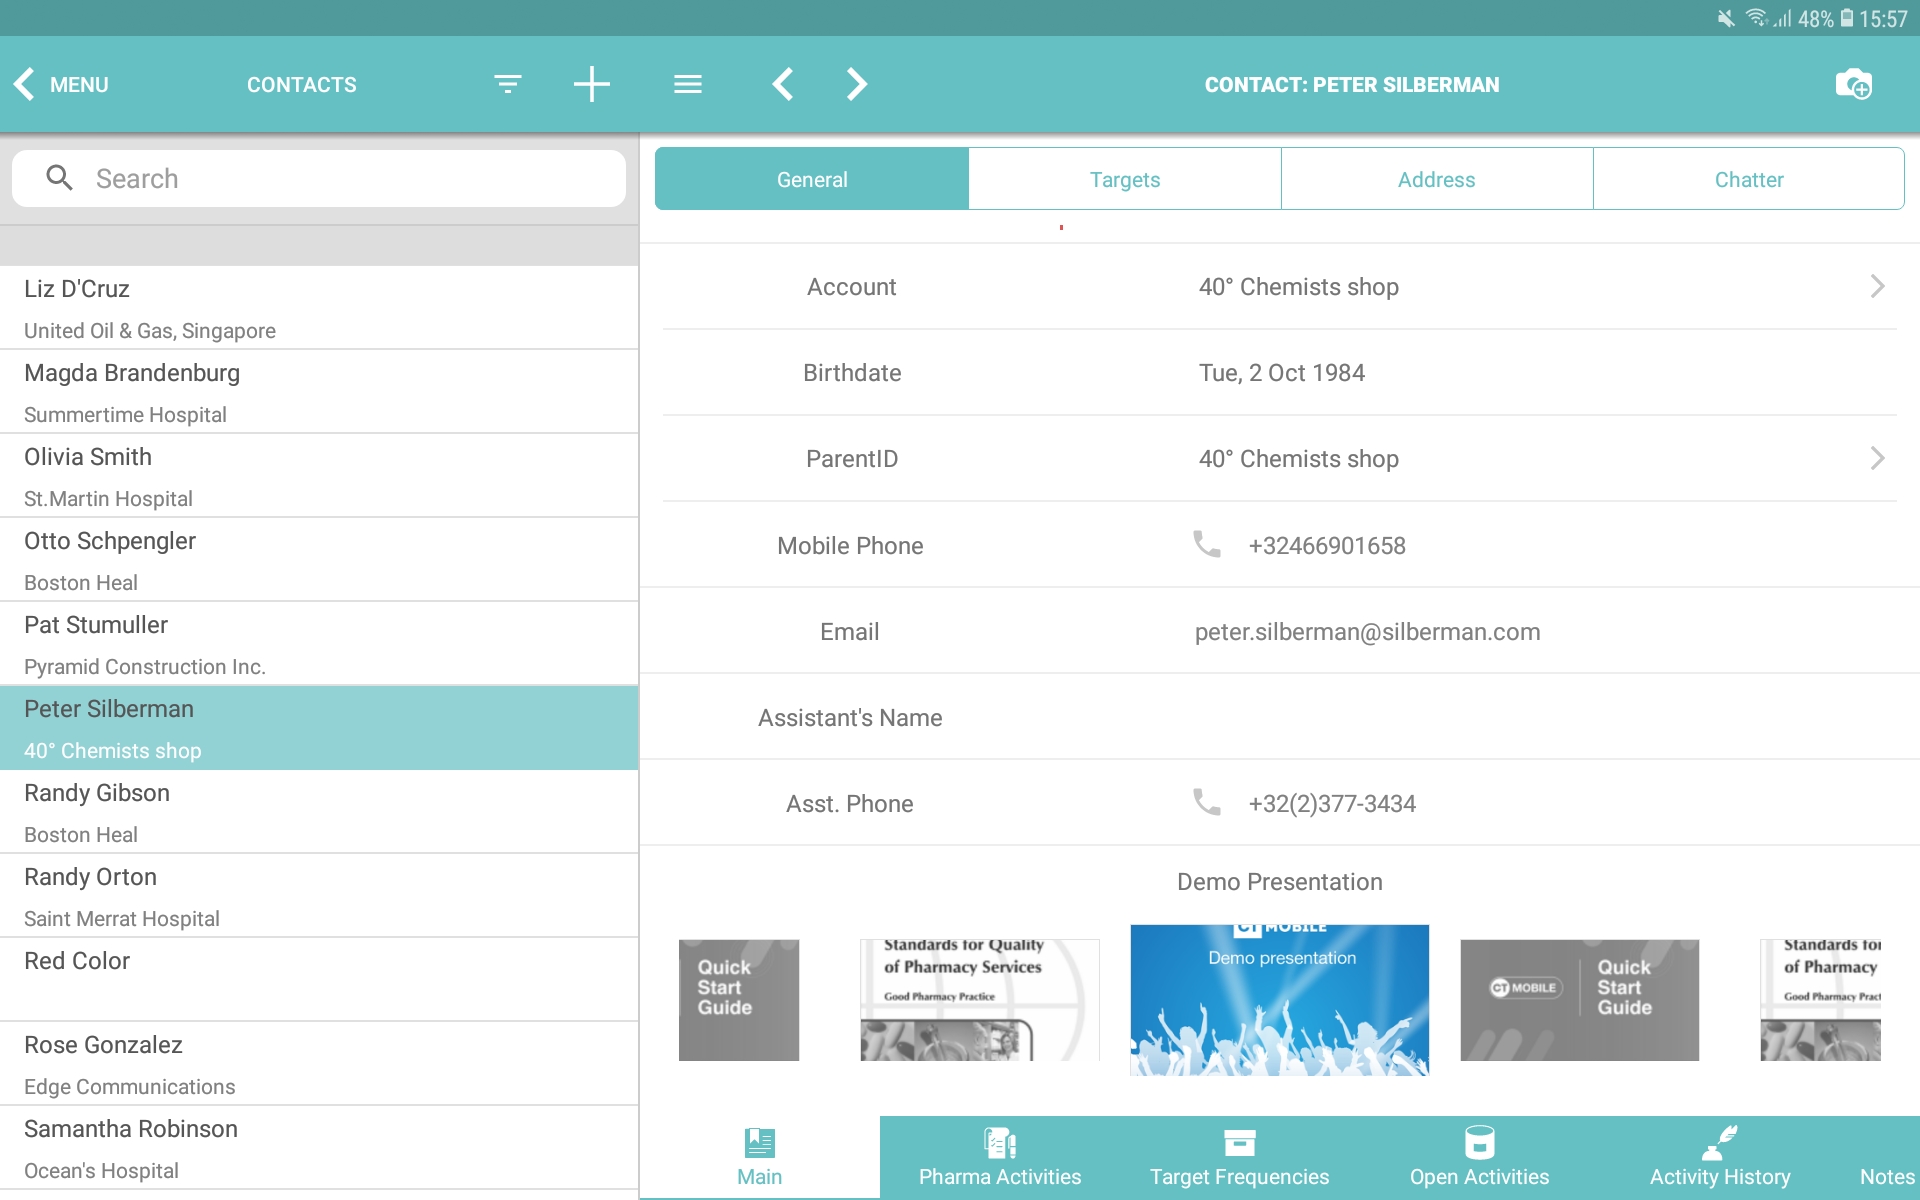 48% 15:57
MENU
CONTACTS
CONTACT: PETER SILBERMAN
Search
Liz D'Cruz
United Oil & Gas, Singapore
Magda Brandenburg
Summertime Hospital
Olivia Smith
St.Martin Hospital
Otto Schpengler
Boston Heal
Pat Stumuller
Pyramid Construction Inc.
Peter Silberman
40° Chemists shop
Randy Gibson
Boston Heal
Randy Orton
Saint Merrat Hospital
Red Color
Rose Gonzalez
Edge Communications
Samantha Robinson
Ocean's Hospital
General Targets Address Chatter
Account 40° Chemists shop
Birthdate Tue, 2 Oct 1984
ParentID 40° Chemists shop
Mobile Phone +32466901658
Email peter.silberman@silberman.com
Assistant's Name
Asst. Phone +32(2)377-3434
Demo Presentation
Quick
Start
Guide
Standards for Quality
of Pharmacy Services
Good Pharmacy Practice
CT MOBILE
Demo presentation
CT MOBILE
Quick
Start
Guide
Standards for
of Pharmacy
Good Pharmacy Pract
Main Pharma Activities Target Frequencies Open Activities Activity History Notes